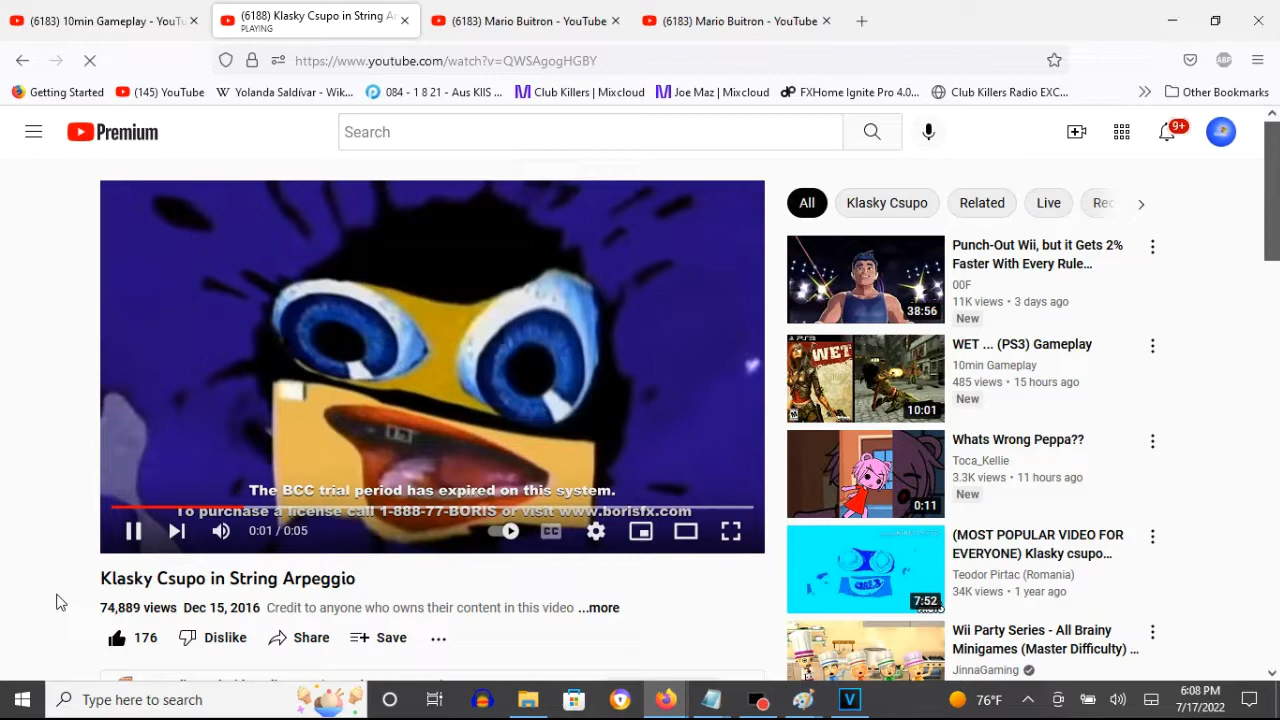 (6183) 10min Gameplay - YouTu
(6188) Klasky Csupo in String Ar
PLAYING
(6183) Mario Buitron - YouTube
(6183) Mario Buitron - YouTube
https://www.youtube.com/watch?v=QWSAgogHGBY
ABP
Getting Started
(145) YouTube
Yolanda Saldívar - Wik...
084 - 1 8 21 - Aus KIIS ...
Club Killers | Mixcloud
Joe Maz | Mixcloud
FXHome Ignite Pro 4.0...
Club Killers Radio EXC...
Other Bookmarks
Premium
Search
9+
All
Klasky Csupo
Related
Live
Rec
The BCC trial period has expired on this system.
To purchase a license call 1-888-77-BORIS or visit www.borisfx.com
0:01 / 0:05
CC
Klasky Csupo in String Arpeggio
74,889 views Dec 15, 2016 Credit to anyone who owns their content in this video ...more
176
Dislike
Share
Save
38:56
Punch-Out Wii, but it Gets 2%
Faster With Every Rule...
00F
11K views • 3 days ago
New
WET
10:01
WET ... (PS3) Gameplay
10min Gameplay
485 views • 15 hours ago
New
0:11
Whats Wrong Peppa??
Toca_Kellie
3.3K views • 11 hours ago
New
7:52
(MOST POPULAR VIDEO FOR
EVERYONE) Klasky csupo...
Teodor Pirtac (Romania)
34K views • 1 year ago
Wii Party Series - All Brainy
Minigames (Master Difficulty) ...
JinnaGaming
Type here to search
76°F
6:08 PM
7/17/2022